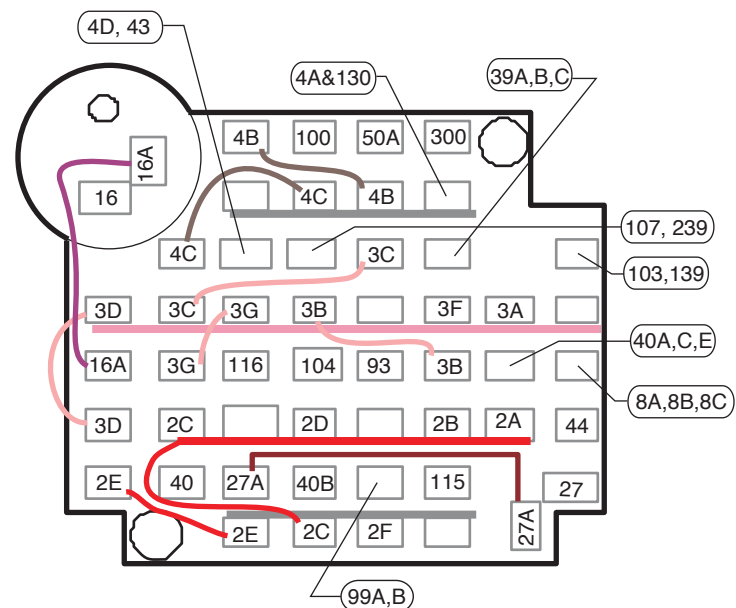 4D, 43
4A&130
39A,B,C
4B 100 50A 300
16A
16
4C 4B
107, 239
4C 3C
103,139
3D 3C 3G 3B 3F 3A
40A,C,E
16A 3G 116 104 93 3B
8A,8B,8C
3D 2C 2D 2B 2A 44
2E 40 27A 40B 115 27
27A
2E 2C 2F
99A,B